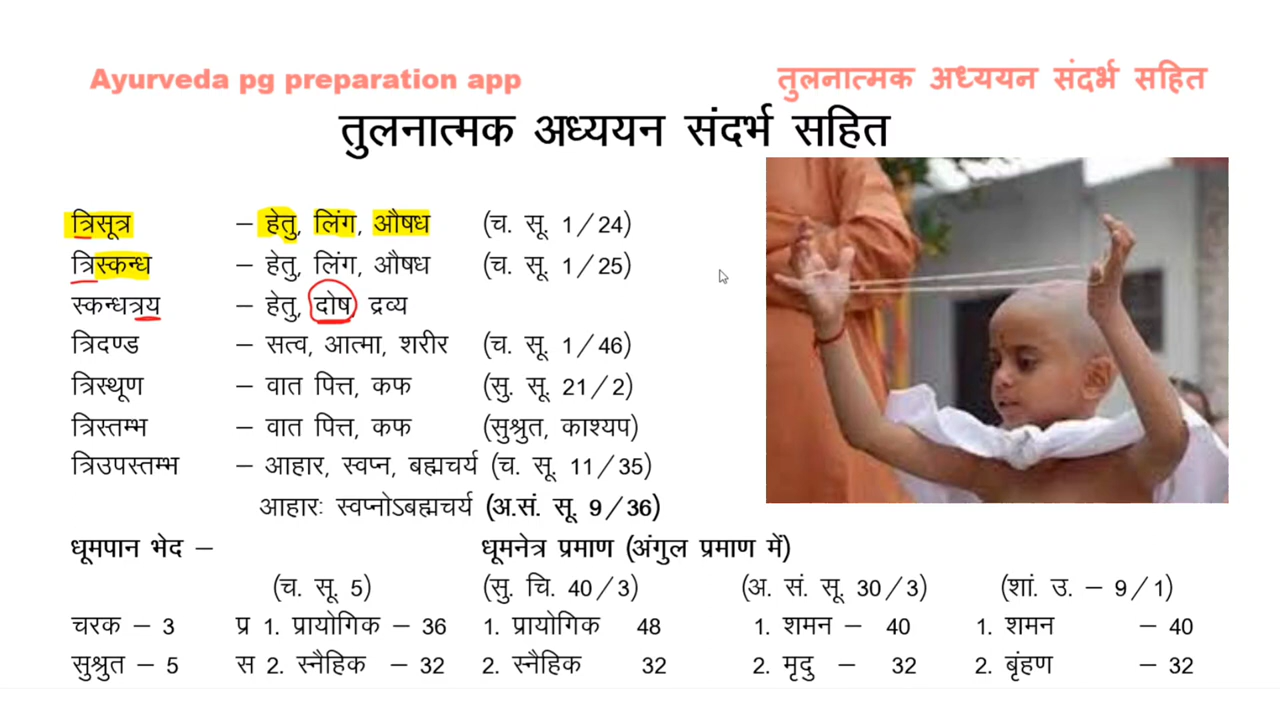 Ayurveda pg preparation app तुलनात्मक अध्ययन संदर्भ सहित
तुलनात्मक अध्ययन संदर्भ सहित
त्रिसूत्र – हेतु, लिंग, औषध (च. सू. 1/24)
त्रिस्कन्ध – हेतु, लिंग, औषध (च. सू. 1/25)
स्कन्धत्रय – हेतु, दोष, द्रव्य
त्रिदण्ड – सत्व, आत्मा, शरीर (च. सू. 1/46)
त्रिस्थूण – वात पित्त, कफ (सु. सू. 21/2)
त्रिस्तम्भ – वात पित्त, कफ (सुश्रुत, काश्यप)
त्रिउपस्तम्भ – आहार, स्वप्न, बह्मचर्य (च. सू. 11/35)
आहारः स्वप्नोऽबह्मचर्य (अ.सं. सू. 9/36)
धूमपान भेद – धूमनेत्र प्रमाण (अंगुल प्रमाण में)
(च. सू. 5) (सु. चि. 40/3) (अ. सं. सू. 30/3) (शां. उ. – 9/1)
चरक – 3 प्र 1. प्रायोगिक – 36 1. प्रायोगिक 48 1. शमन – 40 1. शमन – 40
सुश्रुत – 5 स 2. स्नैहिक – 32 2. स्नैहिक 32 2. मृदु – 32 2. बृंहण – 32